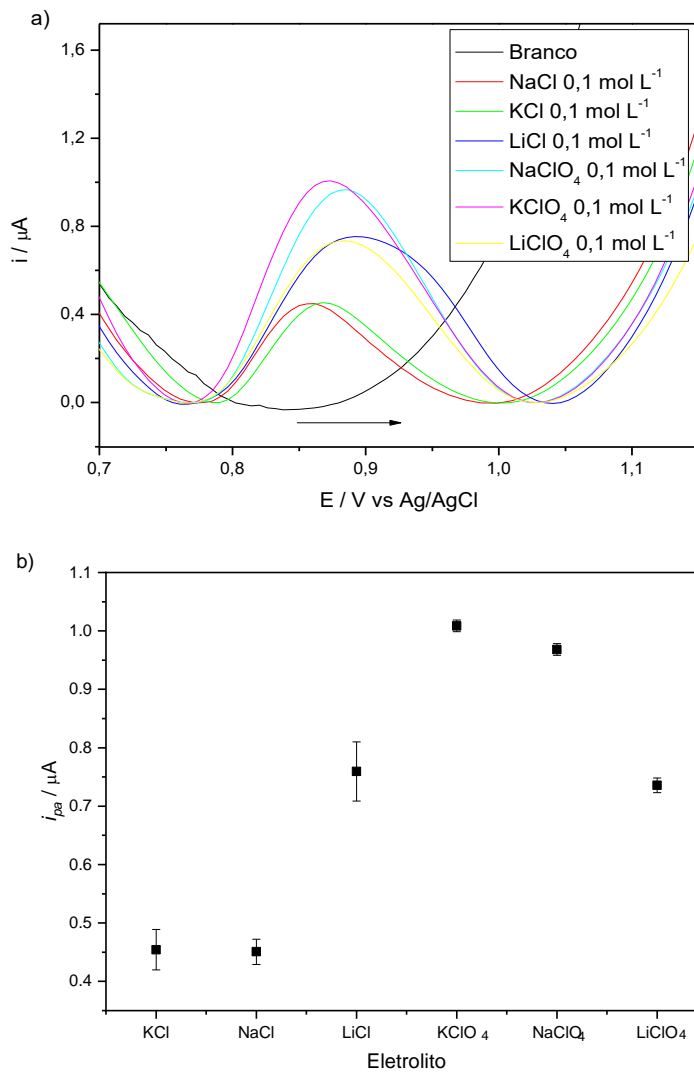 a)
1,6
1,2
0,8
0,4
0,0
i / μA
Branco
NaCl 0,1 mol L⁻¹
KCl 0,1 mol L⁻¹
LiCl 0,1 mol L⁻¹
NaClO₄ 0,1 mol L⁻¹
KClO₄ 0,1 mol L⁻¹
LiClO₄ 0,1 mol L⁻¹
0,7 0,8 0,9 1,0 1,1
E / V vs Ag/AgCl
b)
1.1
1.0
0.9
0.8
0.7
0.6
0.5
0.4
i_pa / μA
KCl NaCl LiCl KClO₄ NaClO₄ LiClO₄
Eletrolito